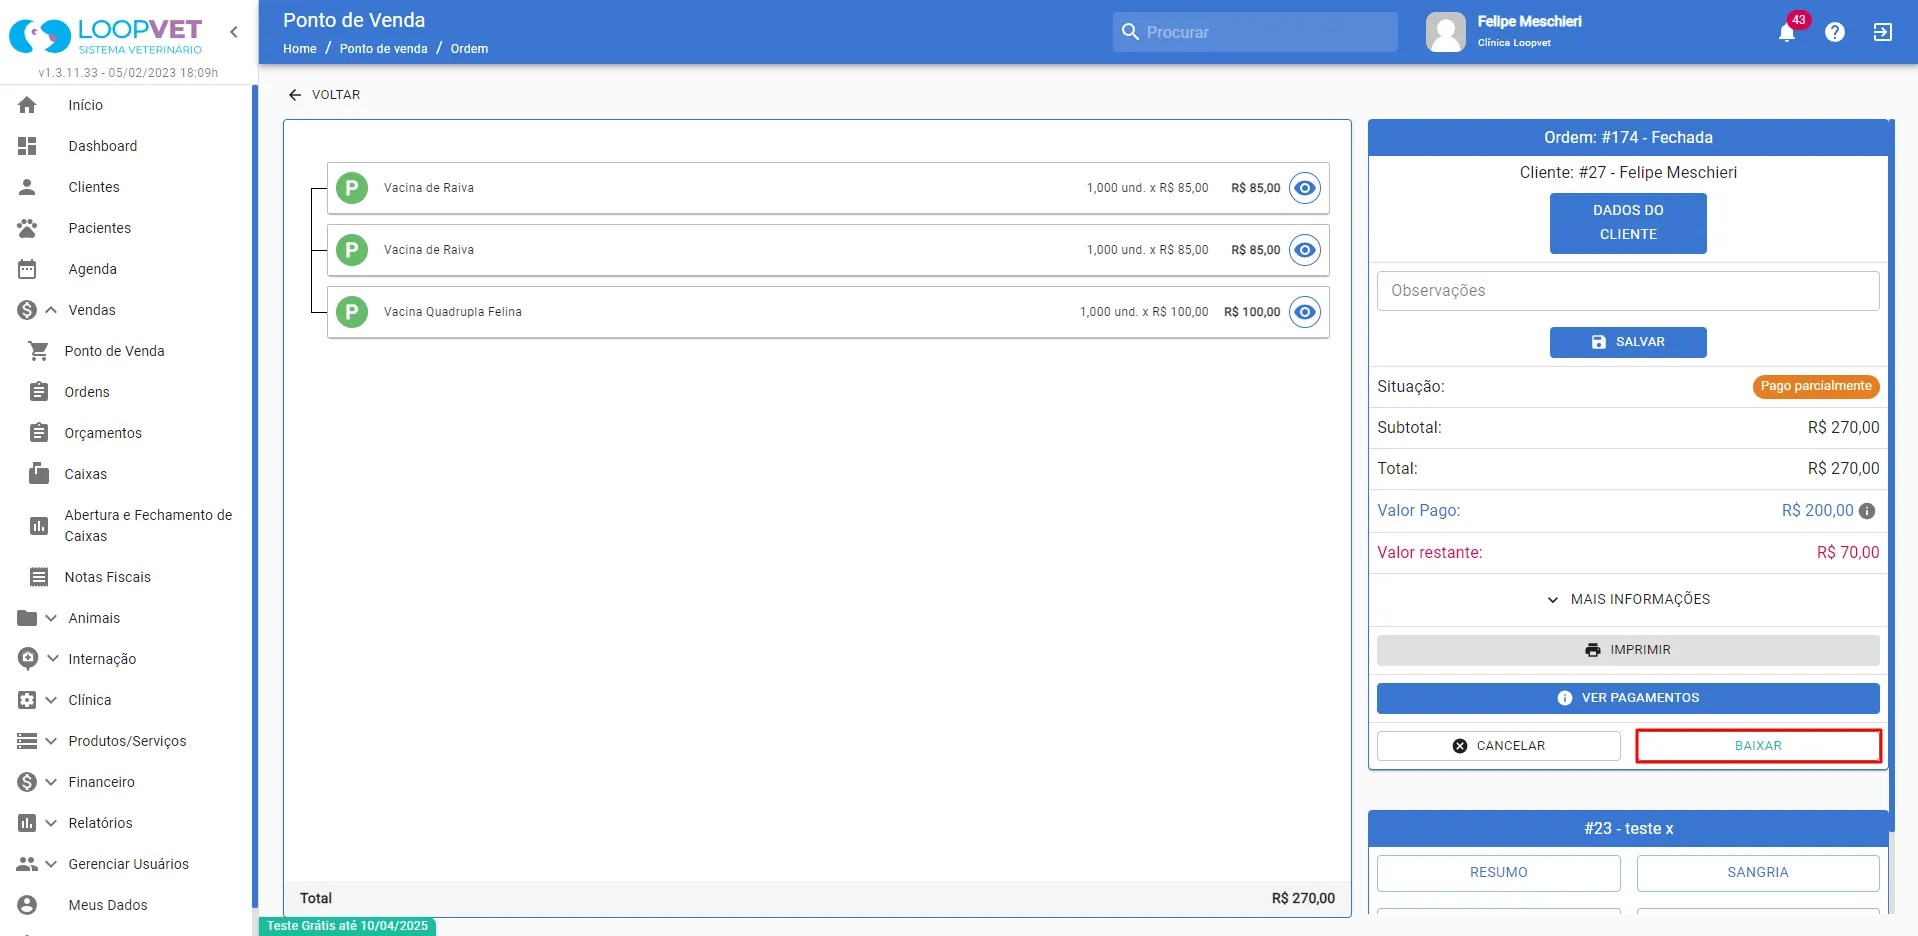 LOOPVET
SISTEMA VETERINÁRIO
v1.3.11.33 - 05/02/2023 18:09h
Início
Dashboard
Clientes
Pacientes
Agenda
Vendas
Ponto de Venda
Ordens
Orçamentos
Caixas
Abertura e Fechamento de
Caixas
Notas Fiscais
Animais
Internação
Clínica
Produtos/Serviços
Financeiro
Relatórios
Gerenciar Usuários
Meus Dados
Ponto de Venda
Home / Ponto de venda / Ordem
Procurar
Felipe Meschieri
Clínica Loopvet
43
VOLTAR
P Vacina de Raiva 1,000 und. x R$ 85,00 R$ 85,00
P Vacina de Raiva 1,000 und. x R$ 85,00 R$ 85,00
P Vacina Quadrupla Felina 1,000 und. x R$ 100,00 R$ 100,00
Total R$ 270,00
Teste Grátis até 10/04/2025
Ordem: #174 - Fechada
Cliente: #27 - Felipe Meschieri
DADOS DO
CLIENTE
Observações
SALVAR
Situação: Pago parcialmente
Subtotal: R$ 270,00
Total: R$ 270,00
Valor Pago: R$ 200,00
Valor restante: R$ 70,00
MAIS INFORMAÇÕES
IMPRIMIR
VER PAGAMENTOS
CANCELAR BAIXAR
#23 - teste x
RESUMO SANGRIA